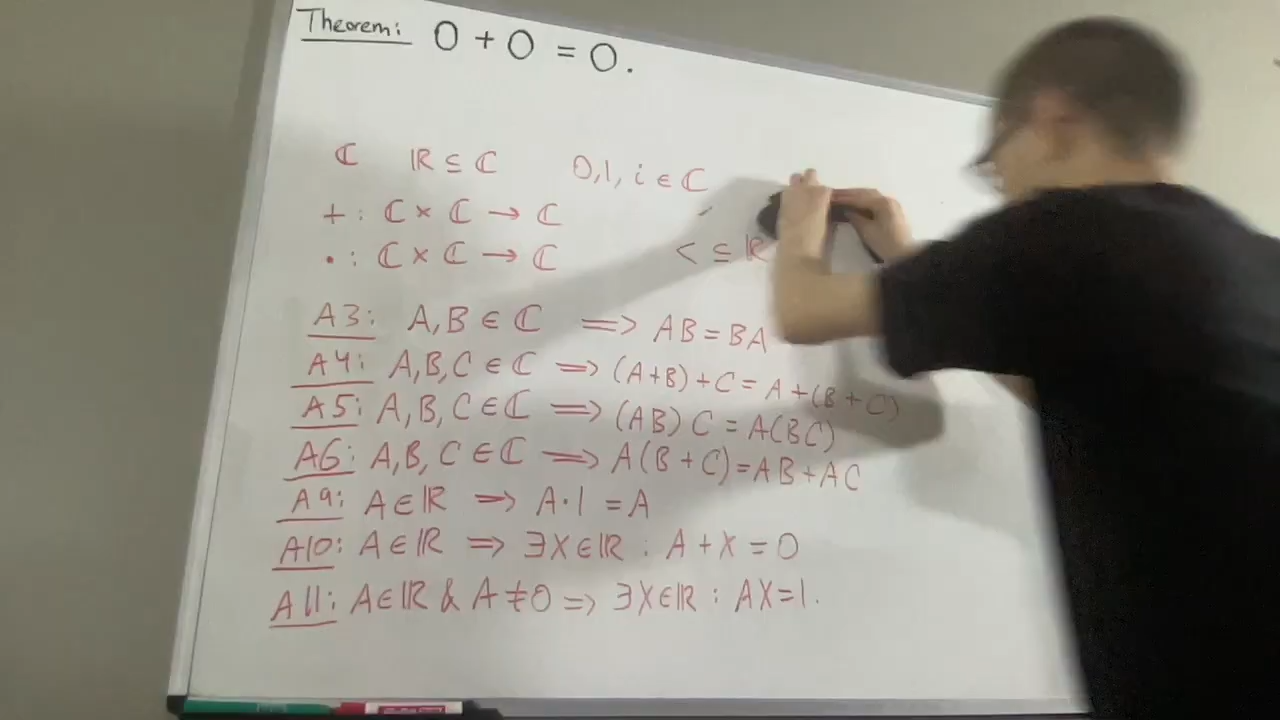 Theorem: 0 + 0 = 0.
ℂ ℝ ⊆ ℂ 0, 1, i ∈ ℂ
+ : ℂ × ℂ → ℂ
· : ℂ × ℂ → ℂ < ⊆ ℝ
A3: A, B ∈ ℂ ⟹ AB = BA
A4: A, B, C ∈ ℂ ⟹ (A+B) + C = A + (B + C)
A5: A, B, C ∈ ℂ ⟹ (AB) C = A(BC)
A6: A, B, C ∈ ℂ ⟹ A(B + C) = AB + AC
A9: A ∈ ℝ ⟹ A · 1 = A
A10: A ∈ ℝ ⟹ ∃X ∈ ℝ : A + X = 0
A11: A ∈ ℝ & A ≠ 0 ⟹ ∃X ∈ ℝ : AX = 1.